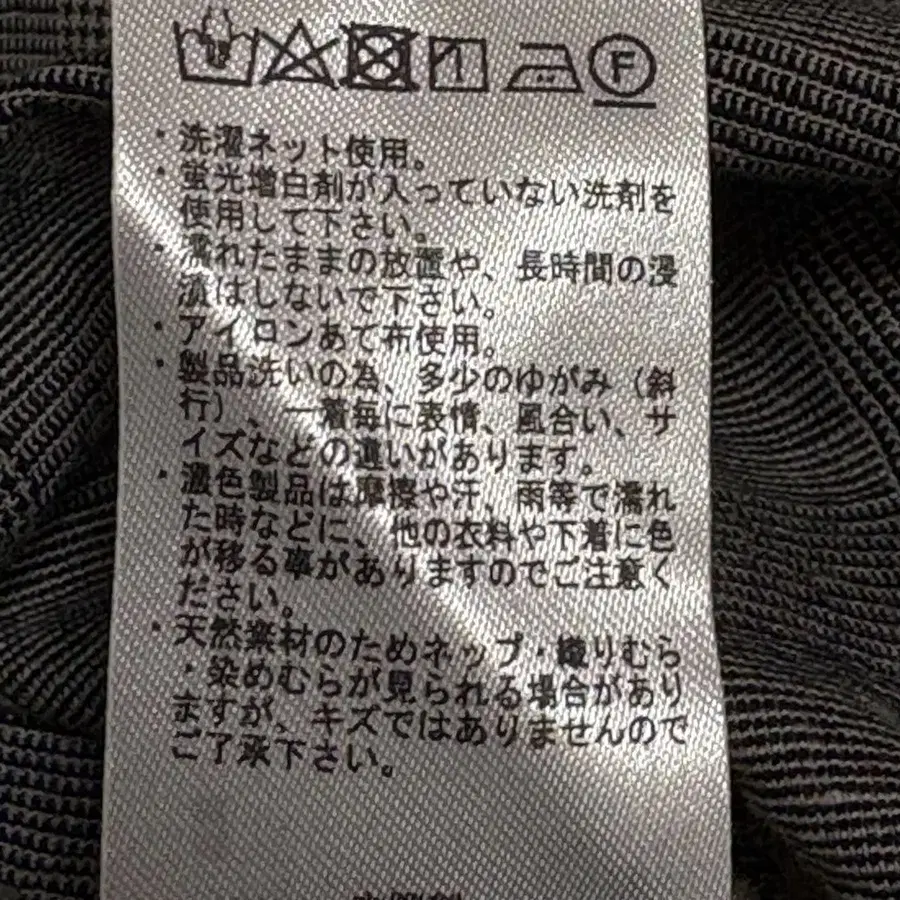 F
・洗濯ネット使用。
・蛍光増白剤が入っていない洗剤を
使用して下さい。
・濡れたままの放置や、長時間の浸
漬はしないで下さい。
・アイロンあて布使用。
・製品洗いの為、多少のゆがみ（斜
行）、一着毎に表情、風合い、サ
イズなどの違いがあります。
・濃色製品は摩擦や汗、雨等で濡れ
た時などに、他の衣料や下着に色
が移る事がありますのでご注意く
ださい。
・天然素材のためネップ・織りむら
・染めむらが見られる場合があり
ますが、キズではありませんので
ご了承下さい。